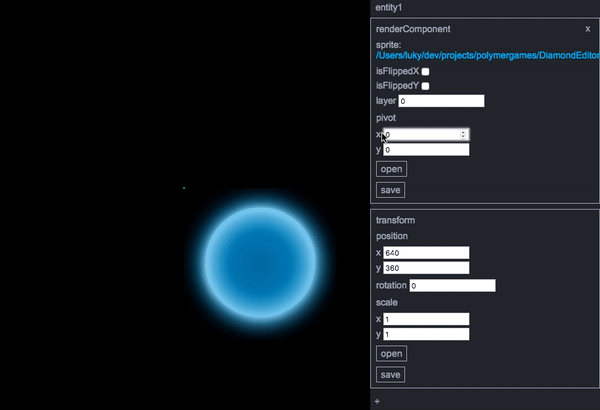 entity1
renderComponent x
sprite:
/Users/luky/dev/projects/polymergames/DiamondEditor
isFlippedX
isFlippedY
layer 0
pivot
x 0
y 0
open
save
transform
position
x 640
y 360
rotation 0
scale
x 1
y 1
open
save
+